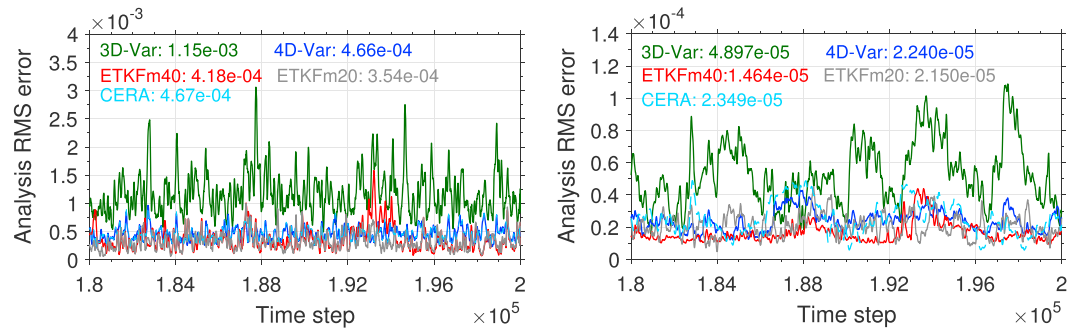 ×10^-3
4
3.5
3
2.5
2
1.5
1
0.5
0
Analysis RMS error
3D-Var: 1.15e-03 4D-Var: 4.66e-04
ETKFm40: 4.18e-04 ETKFm20: 3.54e-04
CERA: 4.67e-04
1.8 1.84 1.88 1.92 1.96 2
Time step ×10^5
×10^-4
1.4
1.2
1
0.8
0.6
0.4
0.2
0
Analysis RMS error
3D-Var: 4.897e-05 4D-Var: 2.240e-05
ETKFm40:1.464e-05 ETKFm20: 2.150e-05
CERA: 2.349e-05
1.8 1.84 1.88 1.92 1.96 2
Time step ×10^5